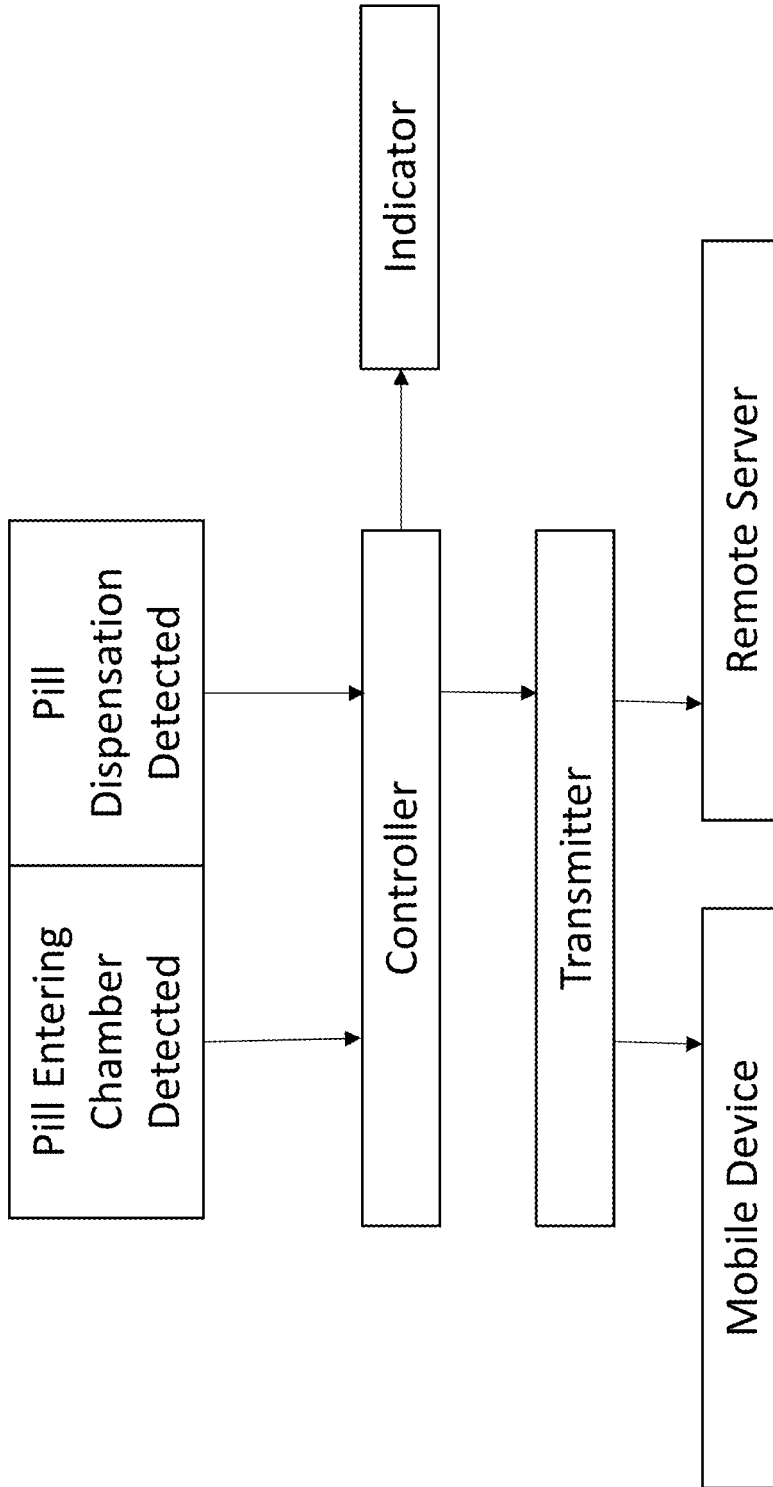 Pill Entering
Chamber
Detected
Pill
Dispensation
Detected
Controller
Indicator
Transmitter
Mobile Device
Remote Server